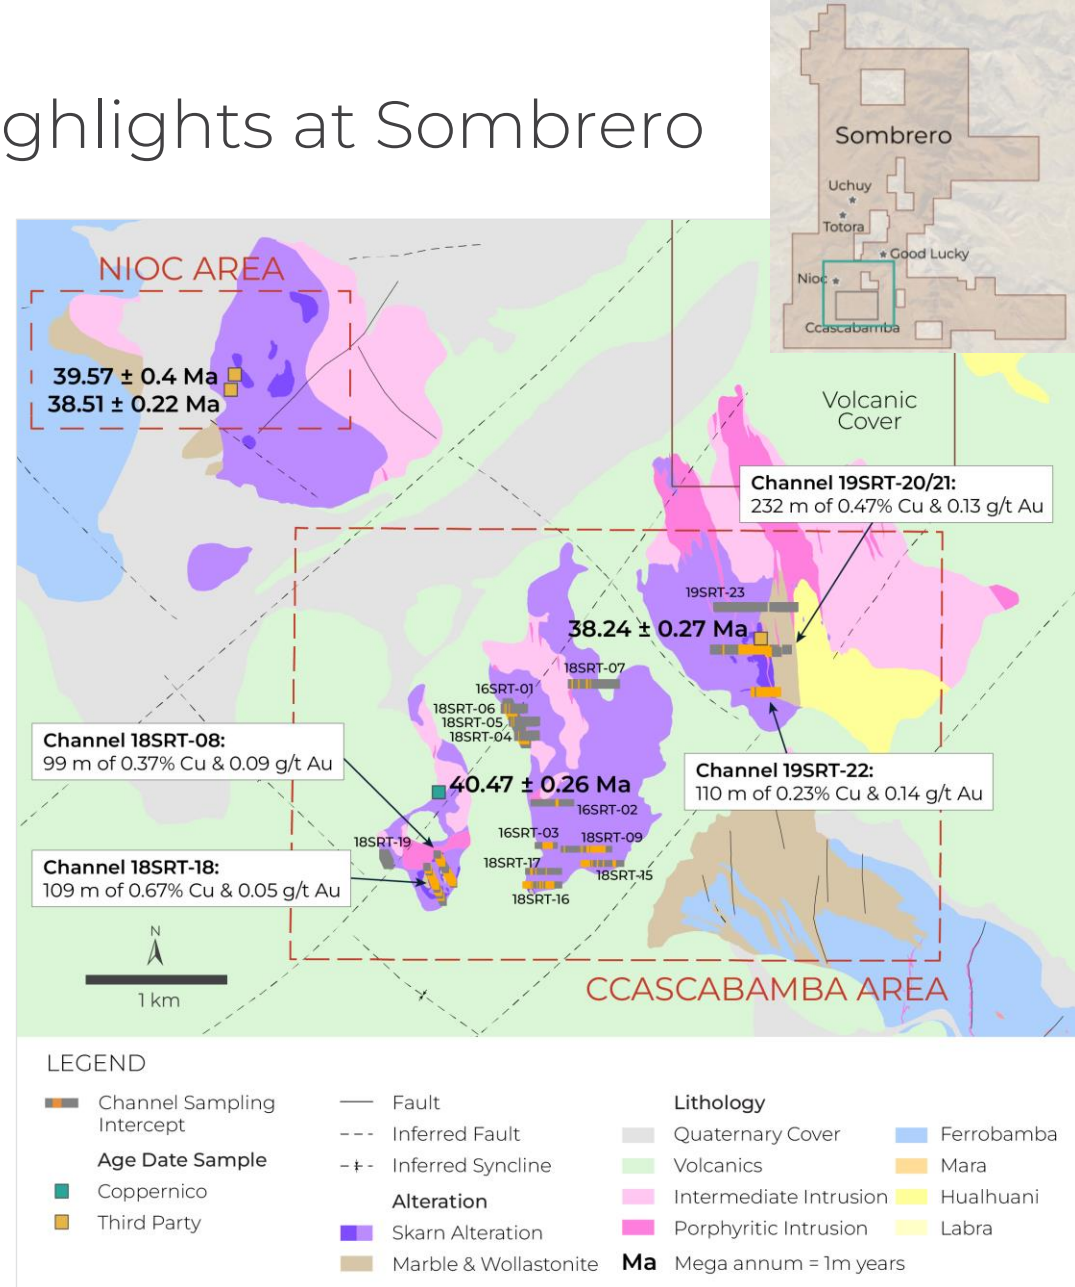 ghlights at Sombrero
Sombrero
Uchuy
Totora
Good Lucky
Nioc
Ccascabamba
NIOC AREA
39.57 ± 0.4 Ma
38.51 ± 0.22 Ma
Volcanic
Cover
Channel 19SRT-20/21:
232 m of 0.47% Cu & 0.13 g/t Au
19SRT-23
38.24 ± 0.27 Ma
18SRT-07
16SRT-01
18SRT-06
18SRT-05
18SRT-04
Channel 18SRT-08:
99 m of 0.37% Cu & 0.09 g/t Au
Channel 19SRT-22:
110 m of 0.23% Cu & 0.14 g/t Au
40.47 ± 0.26 Ma
16SRT-02
16SRT-03
18SRT-09
18SRT-19
18SRT-17
18SRT-15
18SRT-16
Channel 18SRT-18:
109 m of 0.67% Cu & 0.05 g/t Au
N
1 km
CCASCABAMBA AREA
LEGEND
Channel Sampling
Intercept
Age Date Sample
Coppernico
Third Party
Fault
Inferred Fault
Inferred Syncline
Alteration
Skarn Alteration
Marble & Wollastonite
Lithology
Quaternary Cover
Volcanics
Intermediate Intrusion
Porphyritic Intrusion
Ma Mega annum = 1m years
Ferrobamba
Mara
Hualhuani
Labra